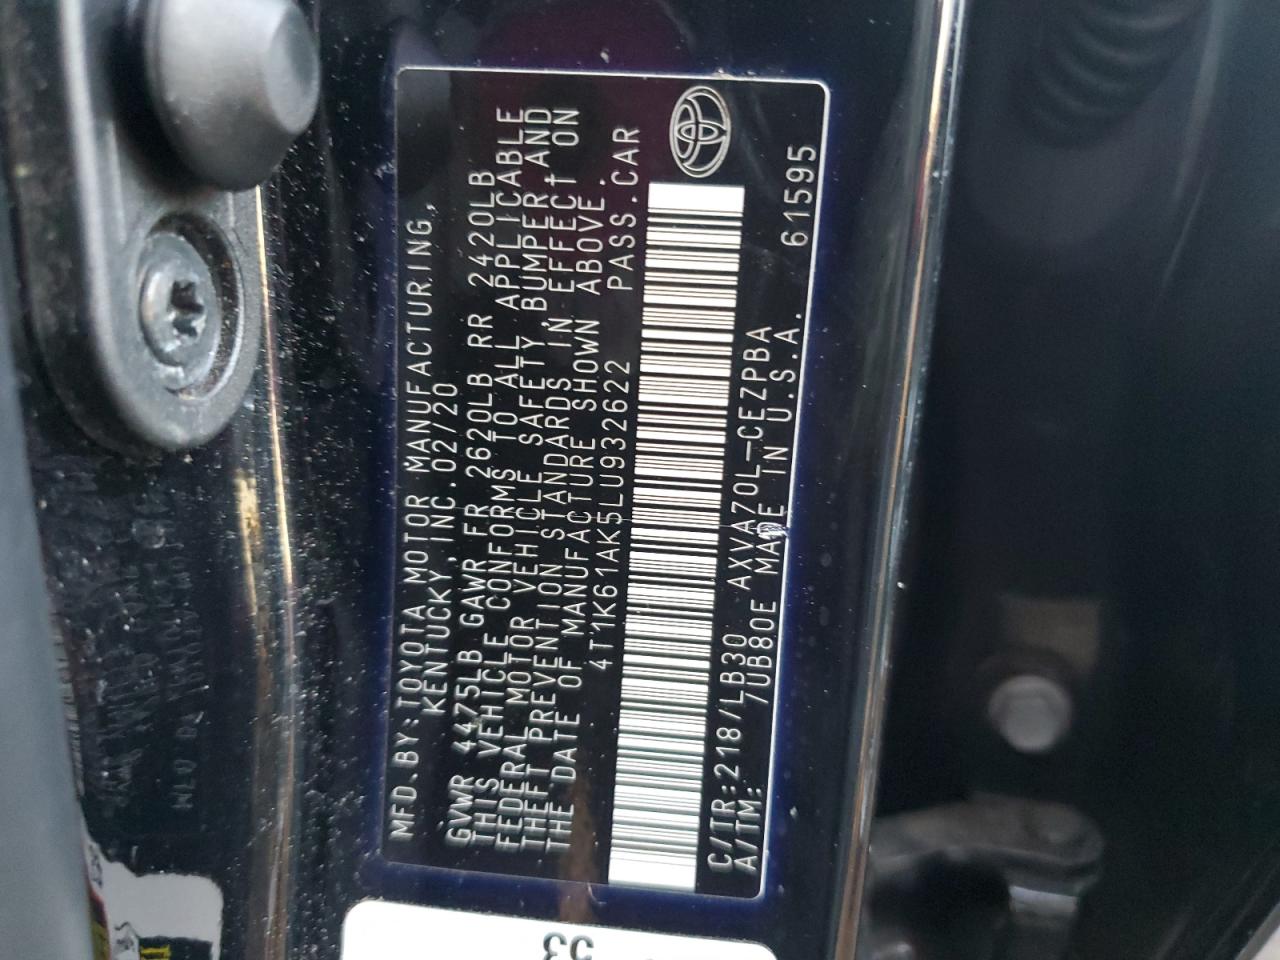 MFD.BY:TOYOTA MOTOR MANUFACTURING,
KENTUCKY, INC. 02/20
GVWR 4475LB GAWR FR 2620LB RR 2420LB
THIS VEHICLE CONFORMS TO ALL APPLICABLE
FEDERAL MOTOR VEHICLE SAFETY, BUMPER, AND
THEFT PREVENTION STANDARDS IN EFFECT ON
THE DATE OF MANUFACTURE SHOWN ABOVE.
4T1K61AK5LU932622 PASS.CAR
C/TR:218/LB30 AXVA70L-CEZPBA
A/TM: 7UB80E MADE IN U.S.A. 61595
53